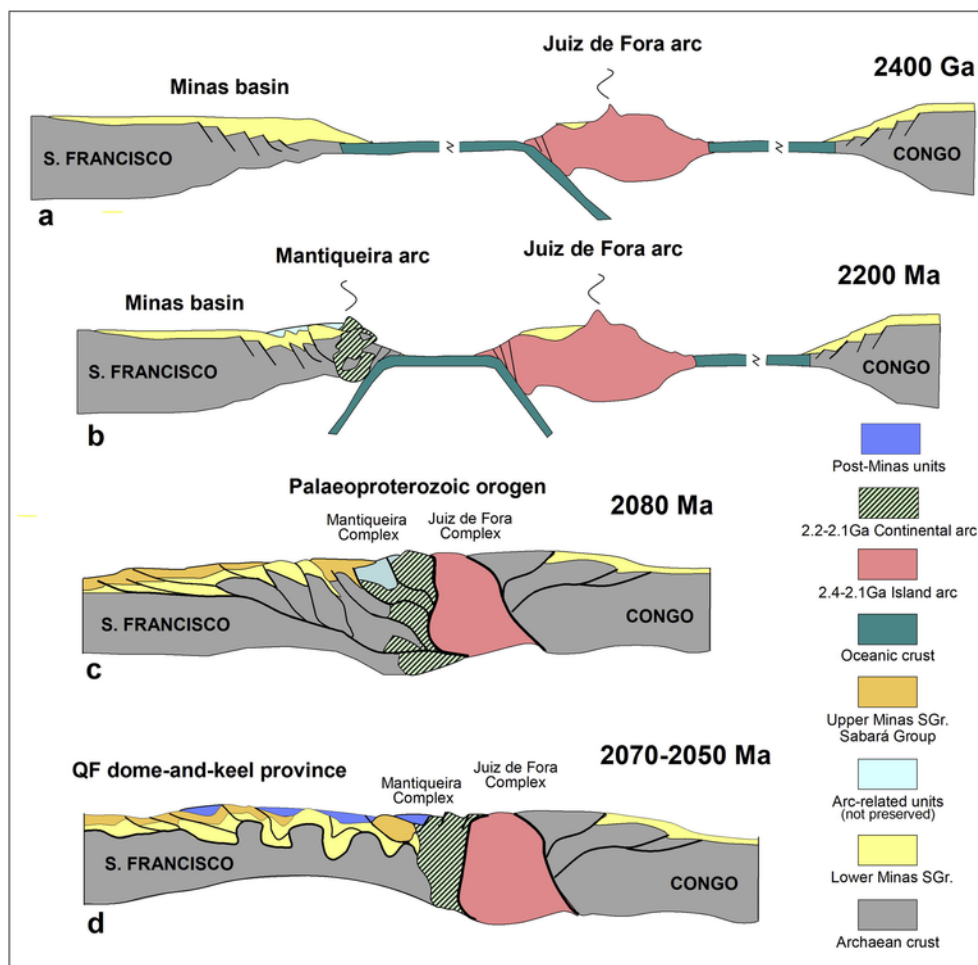 Juiz de Fora arc
2400 Ga
Minas basin
S. FRANCISCO
CONGO
a
Mantiqueira arc
Juiz de Fora arc
2200 Ma
Minas basin
S. FRANCISCO
CONGO
b
Palaeoproterozoic orogen
2080 Ma
Mantiqueira
Complex
Juiz de Fora
Complex
S. FRANCISCO
CONGO
c
QF dome-and-keel province
2070-2050 Ma
Mantiqueira
Complex
Juiz de Fora
Complex
S. FRANCISCO
CONGO
d
Post-Minas units
2.2-2.1Ga Continental arc
2.4-2.1Ga Island arc
Oceanic crust
Upper Minas SGr.
Sabará Group
Arc-related units
(not preserved)
Lower Minas SGr.
Archaean crust